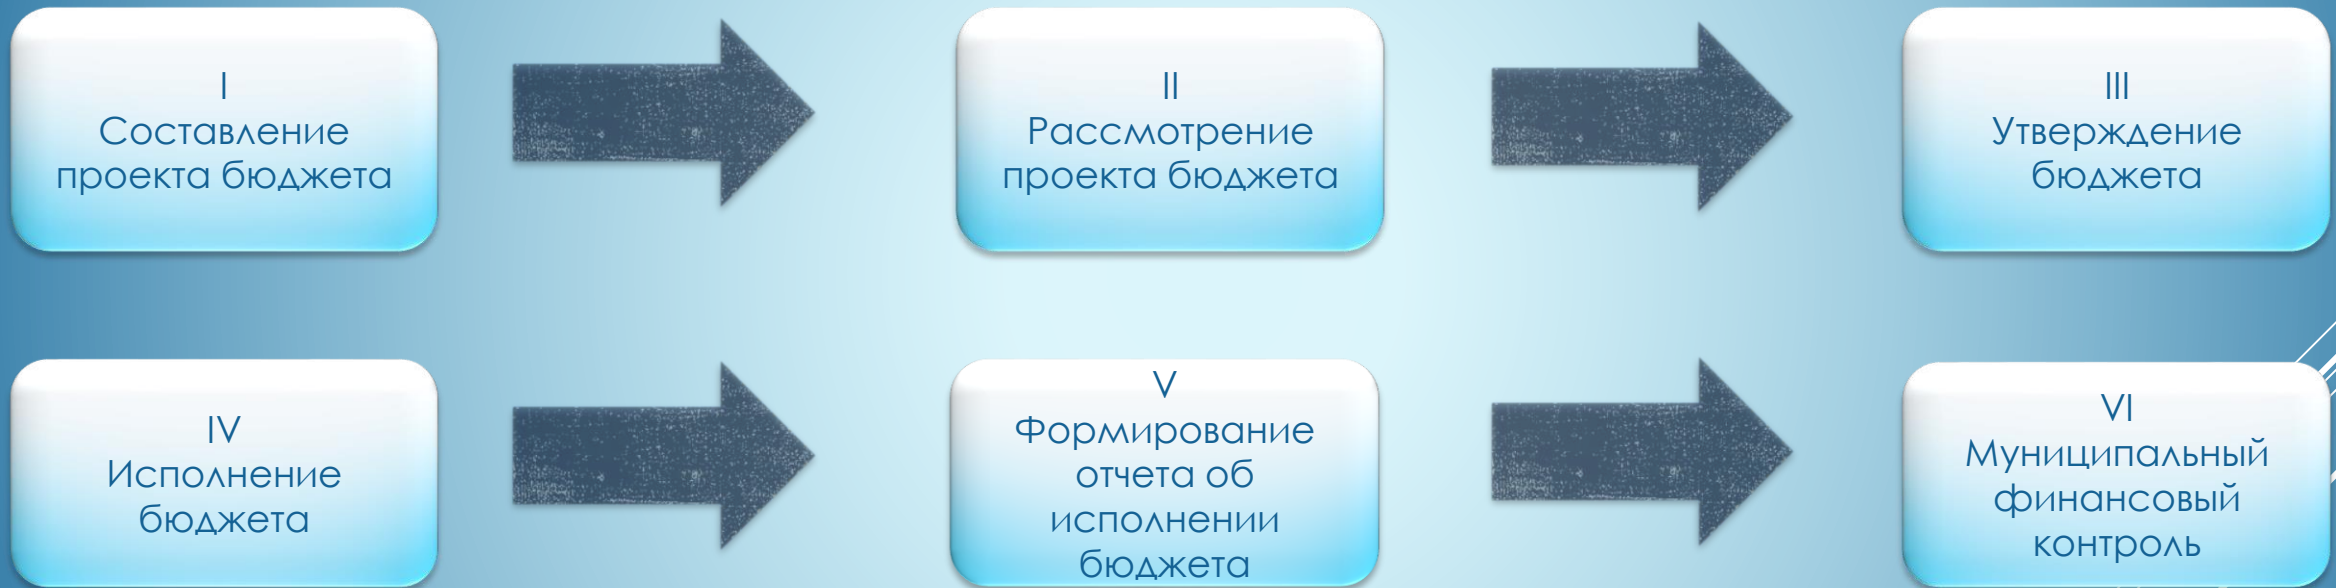 I
Составление
проекта бюджета
II
Рассмотрение
проекта бюджета
III
Утверждение
бюджета
IV
Исполнение
бюджета
V
Формирование
отчета об
исполнении
бюджета
VI
Муниципальный
финансовый
контроль